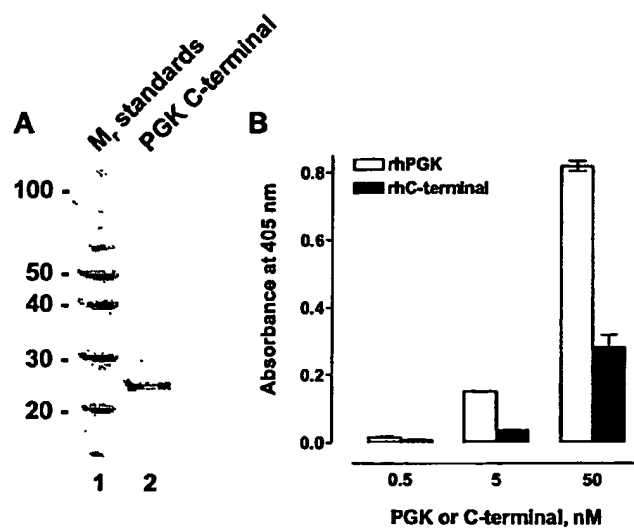 A
M_r standards
PGK C-terminal
100 -
50 -
40 -
30 -
20 -
1 2
B
rhPGK
rhC-terminal
Absorbance at 405 nm
0.8
0.6
0.4
0.2
0.0
0.5 5 50
PGK or C-terminal, nM